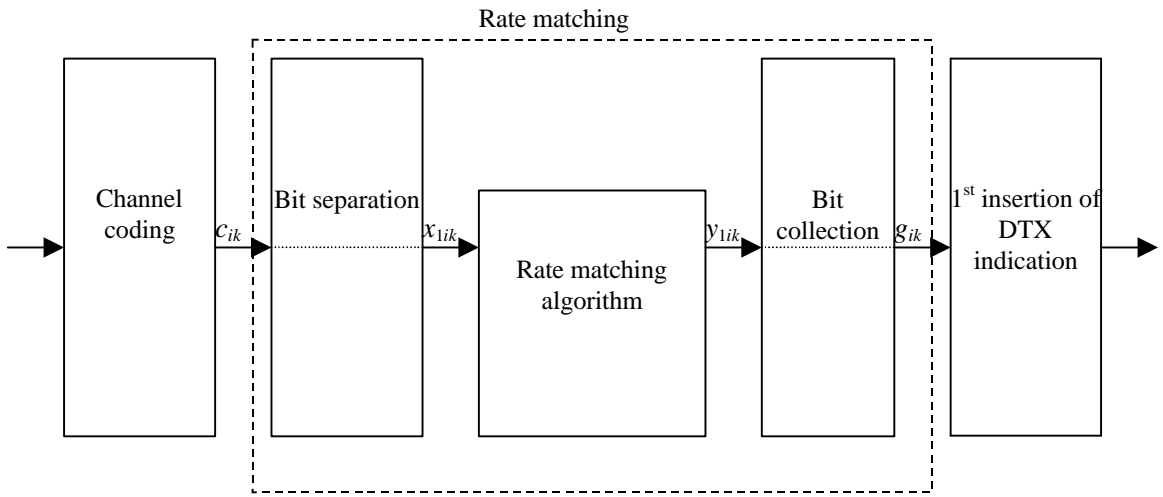 Rate matching
Channel
coding
c_ik
Bit separation
x_1ik
Rate matching
algorithm
y_1ik
Bit
collection
g_ik
1st insertion of
DTX
indication